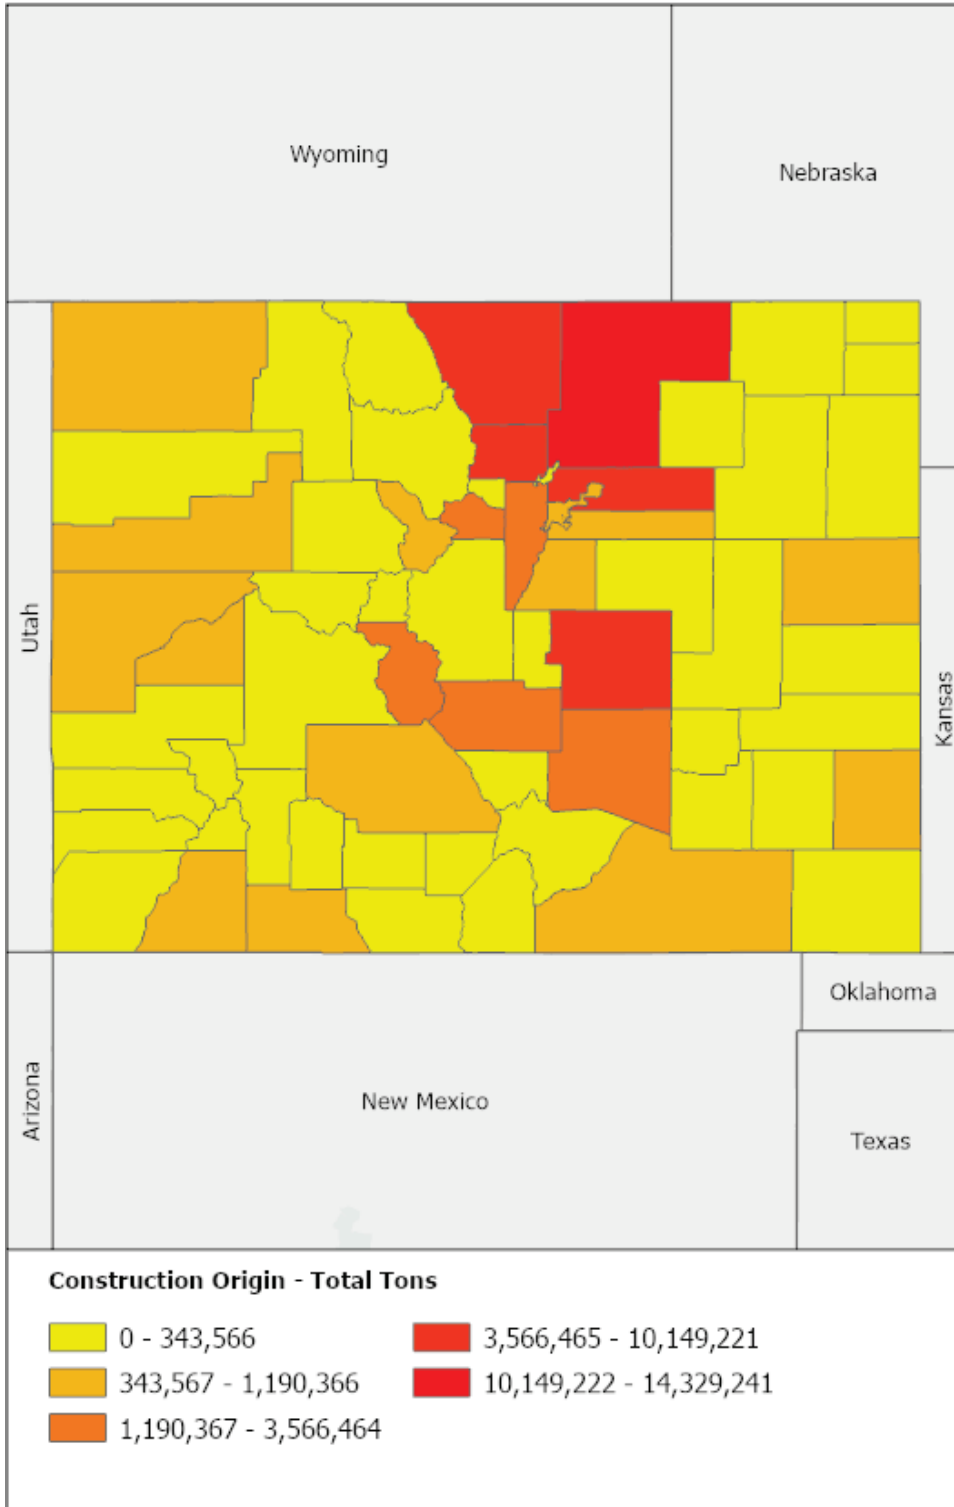 Wyoming
Nebraska
Utah
Kansas
Oklahoma
Arizona
New Mexico
Texas
Construction Origin - Total Tons
0 - 343,566
3,566,465 - 10,149,221
343,567 - 1,190,366
10,149,222 - 14,329,241
1,190,367 - 3,566,464